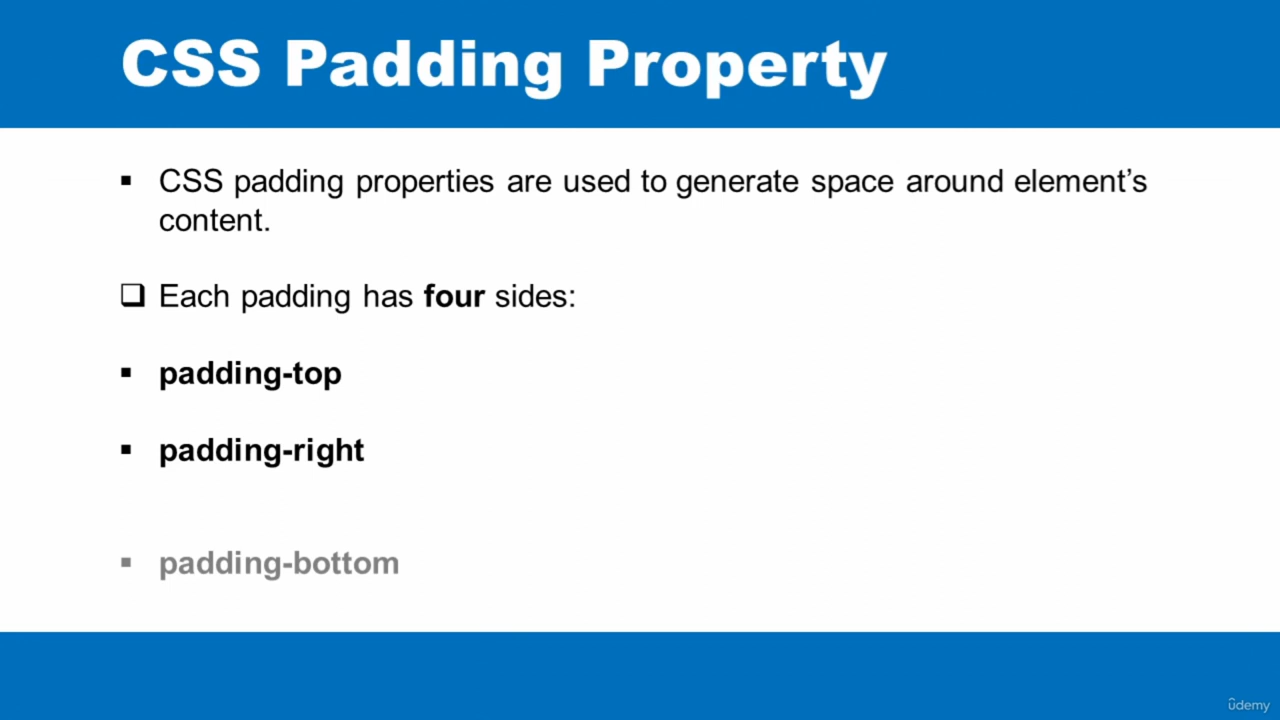 CSS Padding Property
▪ CSS padding properties are used to generate space around element’s
content.
❑ Each padding has four sides:
▪ padding-top
▪ padding-right
▪ padding-bottom
ûdemy